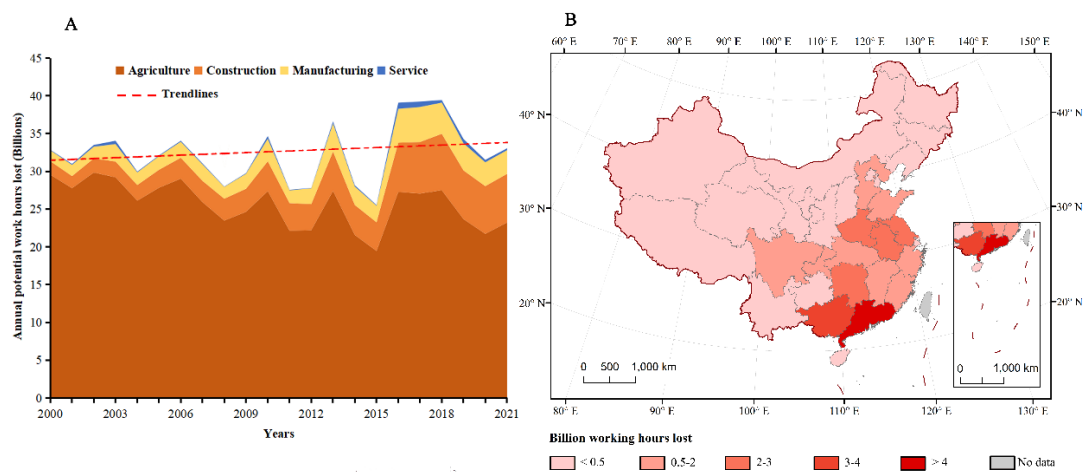 A
Annual potential work hours lost (Billions)
45
40
35
30
25
20
15
10
5
0
Agriculture Construction Manufacturing Service
Trendlines
2000 2003 2006 2009 2012 2015 2018 2021
Years
B
60° E 70° E 80° E 90° E 100° E 110° E 120° E 130° E 140° E 150° E
40° N 40° N
30° N 30° N
20° N 20° N
0 500 1,000 km
0 1,000 km
80° E 90° E 100° E 110° E 120° E 130° E
Billion working hours lost
< 0.5 0.5-2 2-3 3-4 > 4 No data